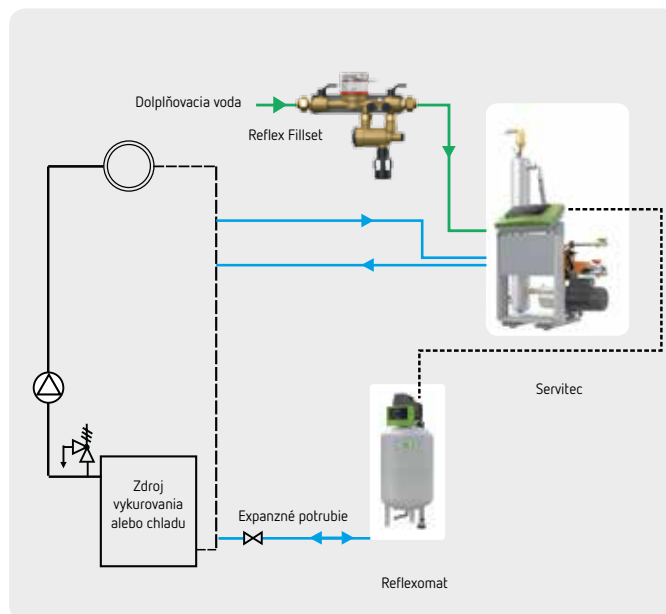 Dolplňovacia voda
Reflex Fillset
Servitec
Zdroj
vykurovania
alebo chladu
Expanzné potrubie
Reflexomat